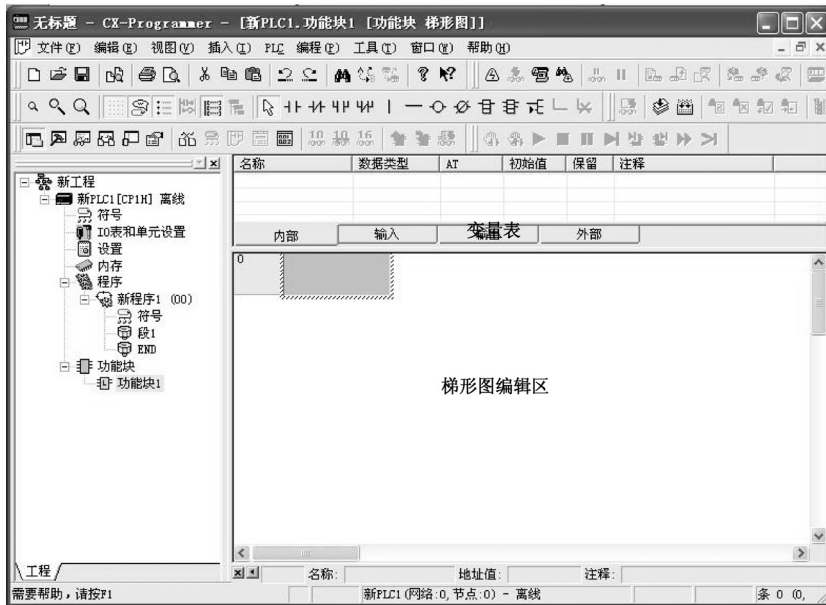 无标题 - CX-Programmer - [新PLC1.功能块1 [功能块 梯形图]]
文件(F) 编辑(E) 视图(V) 插入(I) PLC 编程(P) 工具(T) 窗口(W) 帮助(H)
10 10 16
名称 数据类型 AT 初始值 保留 注释
新工程
新PLC1[CP1H] 离线
符号
IO表和单元设置
设置
内存
程序
新程序1 (00)
符号
段1
END
功能块
功能块1
内部 输入 外部
变量表
0
梯形图编辑区
工程
名称: 地址值: 注释:
需要帮助，请按F1
新PLC1(网络:0,节点:0) - 离线
条 0 (0,